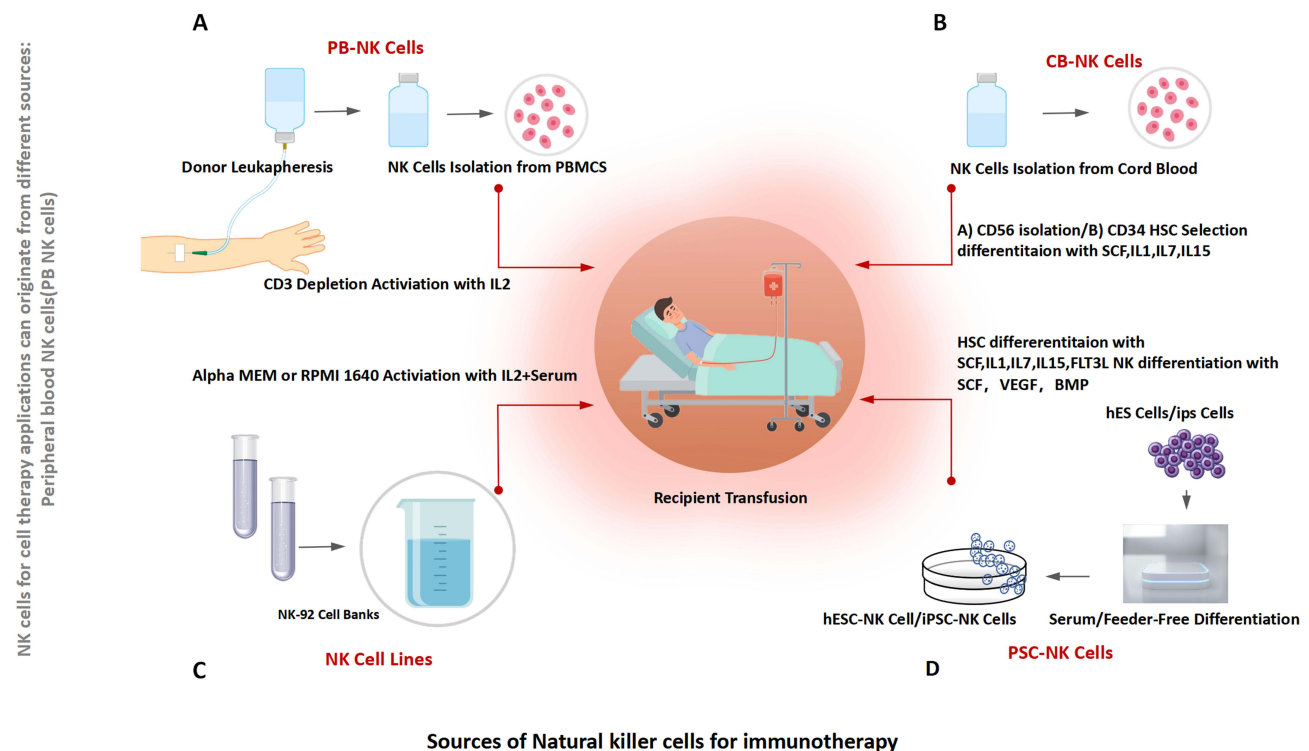 NK cells for cell therapy applications can originate from different sources:
Peripheral blood NK cells(PB NK cells)
A
PB-NK Cells
Donor Leukapheresis
NK Cells Isolation from PBMCS
CD3 Depletion Activiation with IL2
B
CB-NK Cells
NK Cells Isolation from Cord Blood
A) CD56 isolation/B) CD34 HSC Selection
differentitaion with SCF,IL1,IL7,IL15
Alpha MEM or RPMI 1640 Activiation with IL2+Serum
NK-92 Cell Banks
NK Cell Lines
C
Recipient Transfusion
HSC differerentitaion with
SCF,IL1,IL7,IL15,FLT3L NK differentiation with
SCF， VEGF， BMP
hES Cells/ips Cells
hESC-NK Cell/iPSC-NK Cells
Serum/Feeder-Free Differentiation
PSC-NK Cells
D
Sources of Natural killer cells for immunotherapy